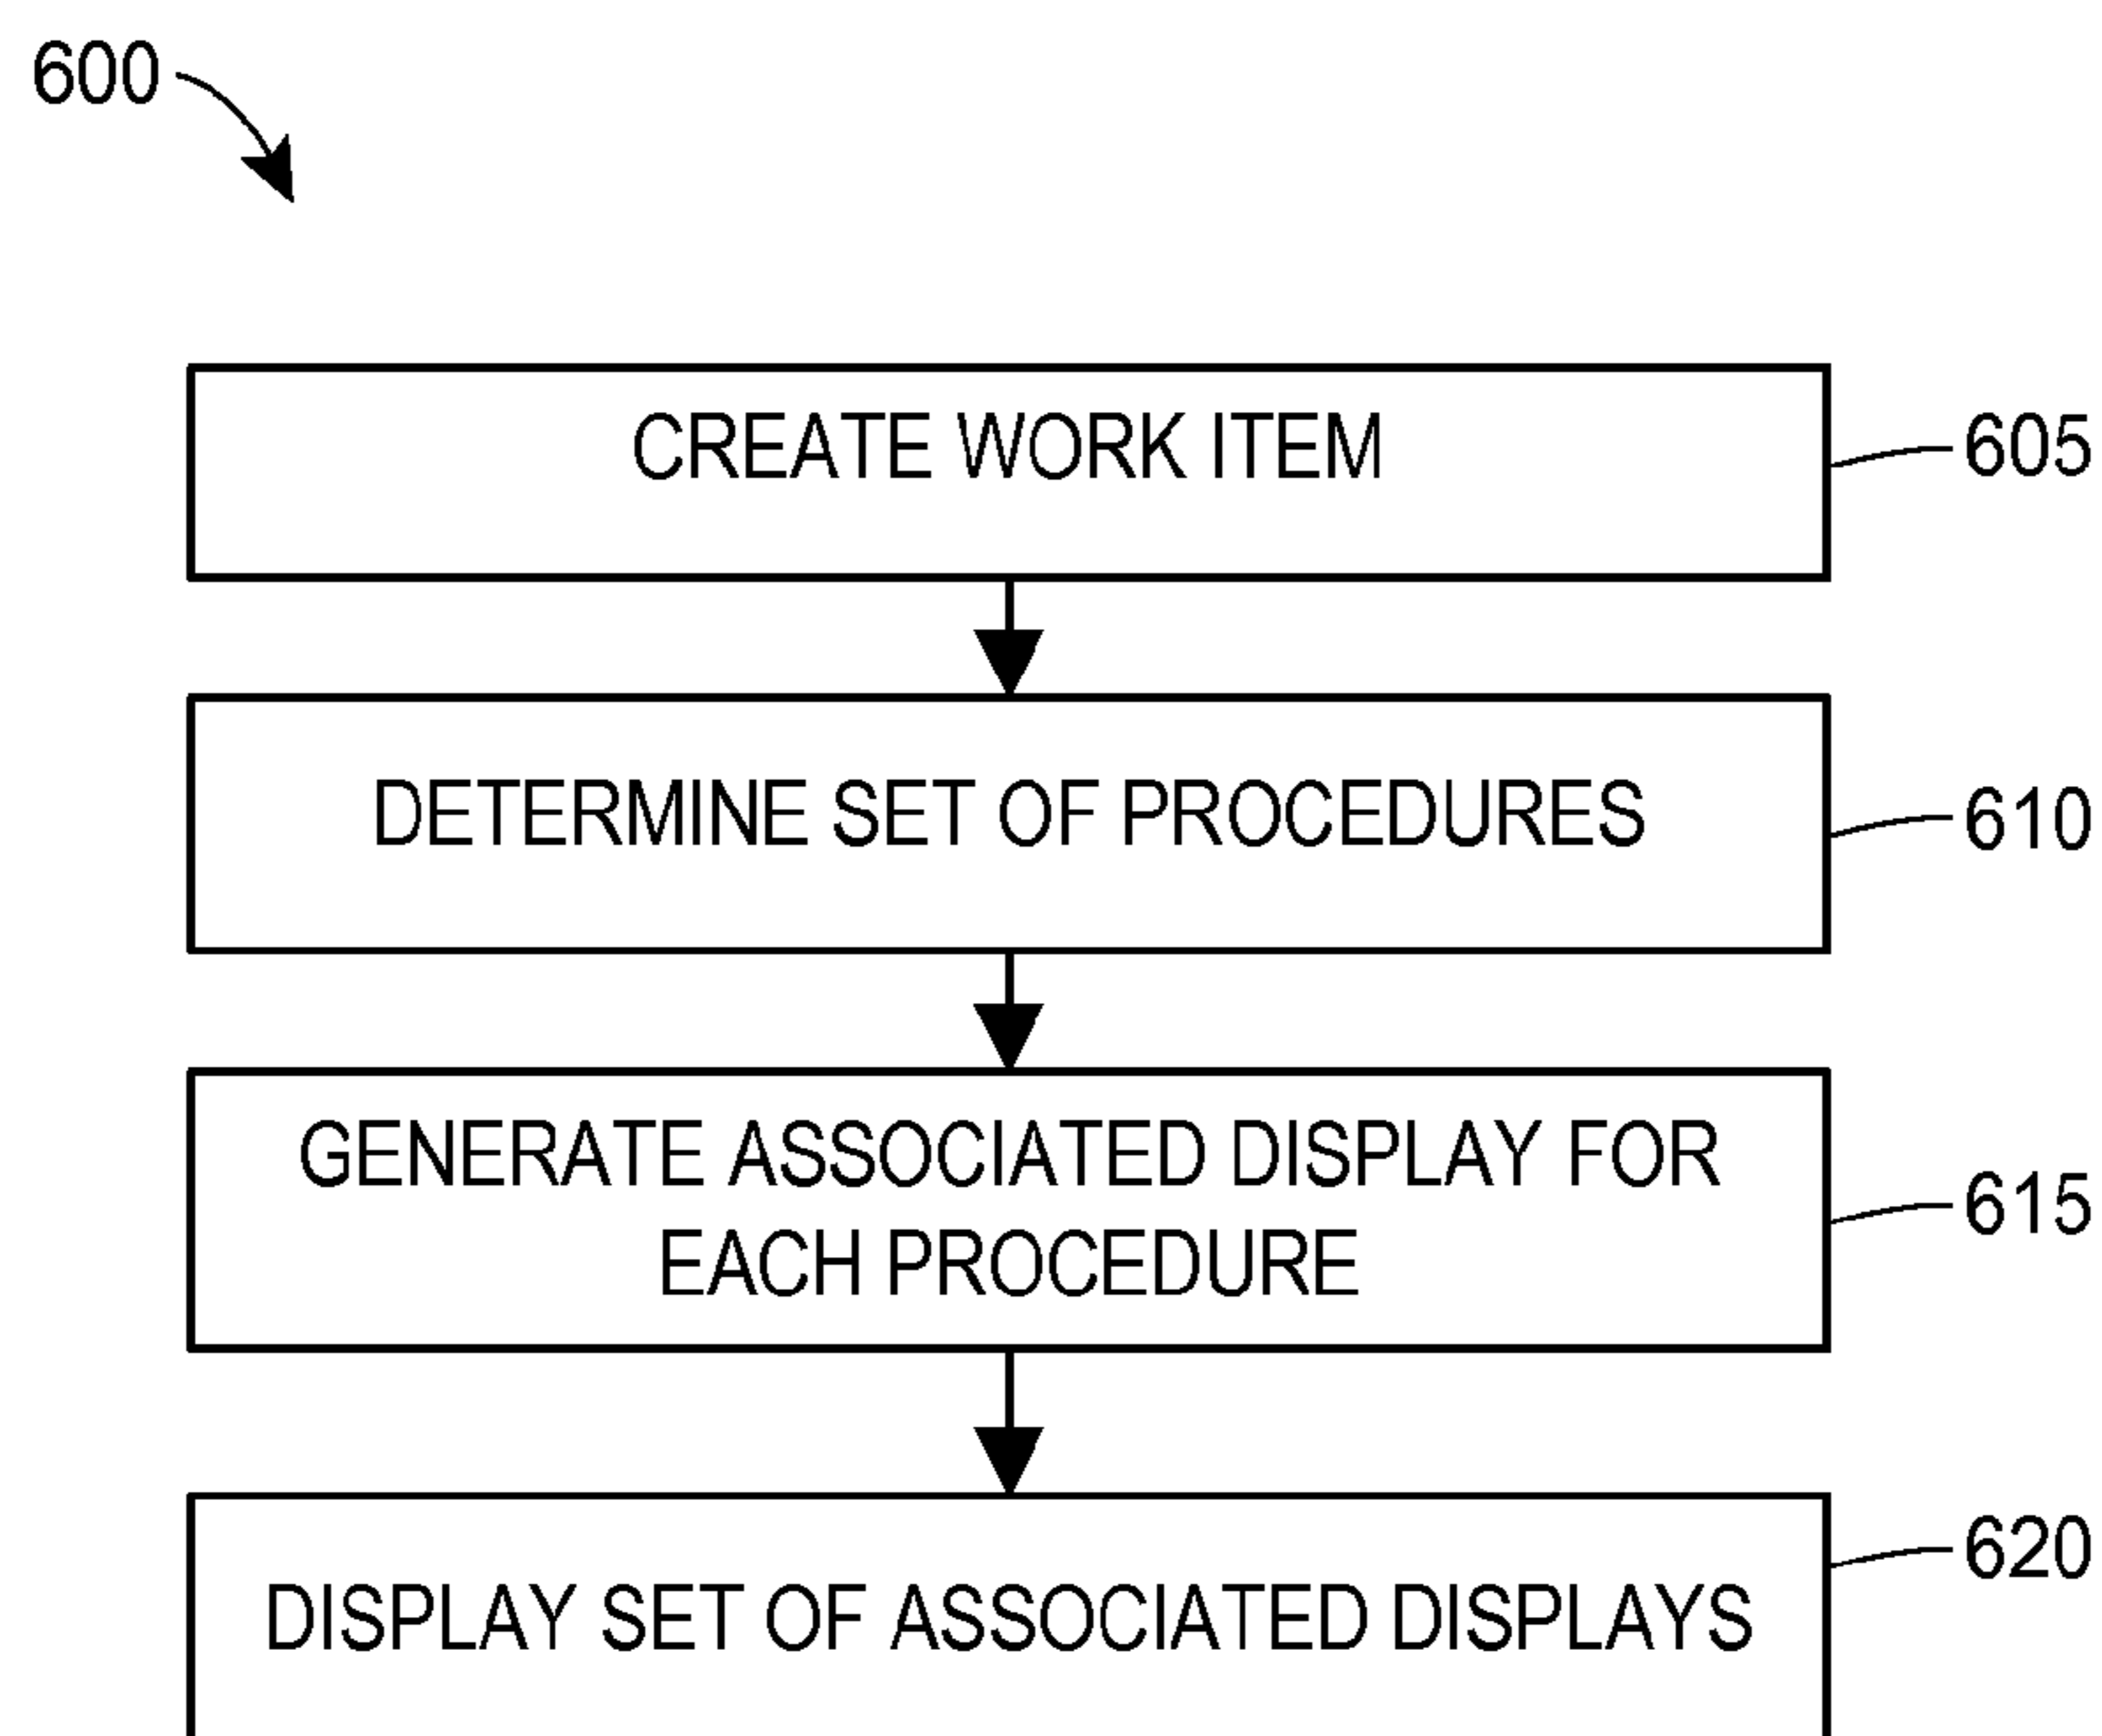 600
CREATE WORK ITEM
605
DETERMINE SET OF PROCEDURES
610
GENERATE ASSOCIATED DISPLAY FOR
EACH PROCEDURE
615
620
DISPLAY SET OF ASSOCIATED DISPLAYS